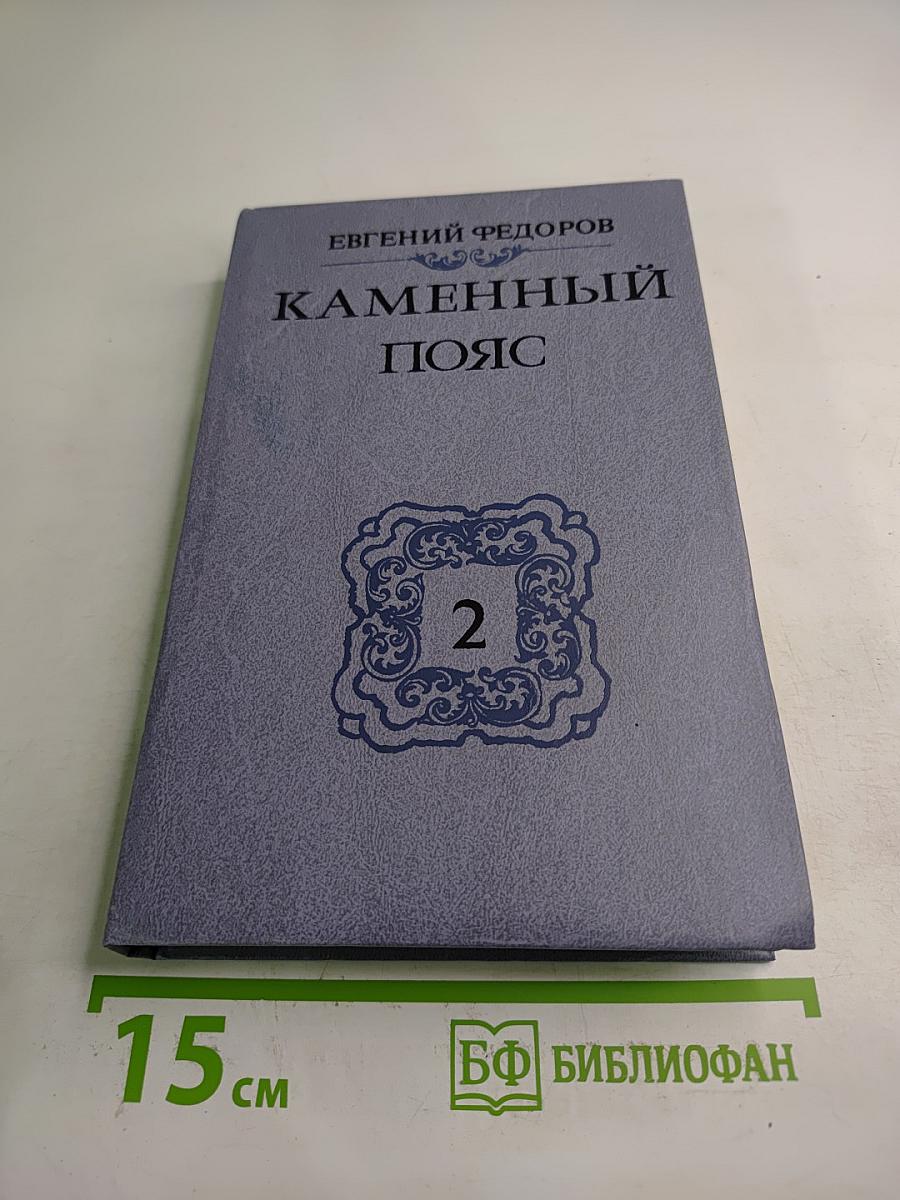 ЕВГЕНИЙ ФЕДОРОВ
КАМЕННЫЙ
ПОЯС
2
15 см
БФ БИБЛИОФАН